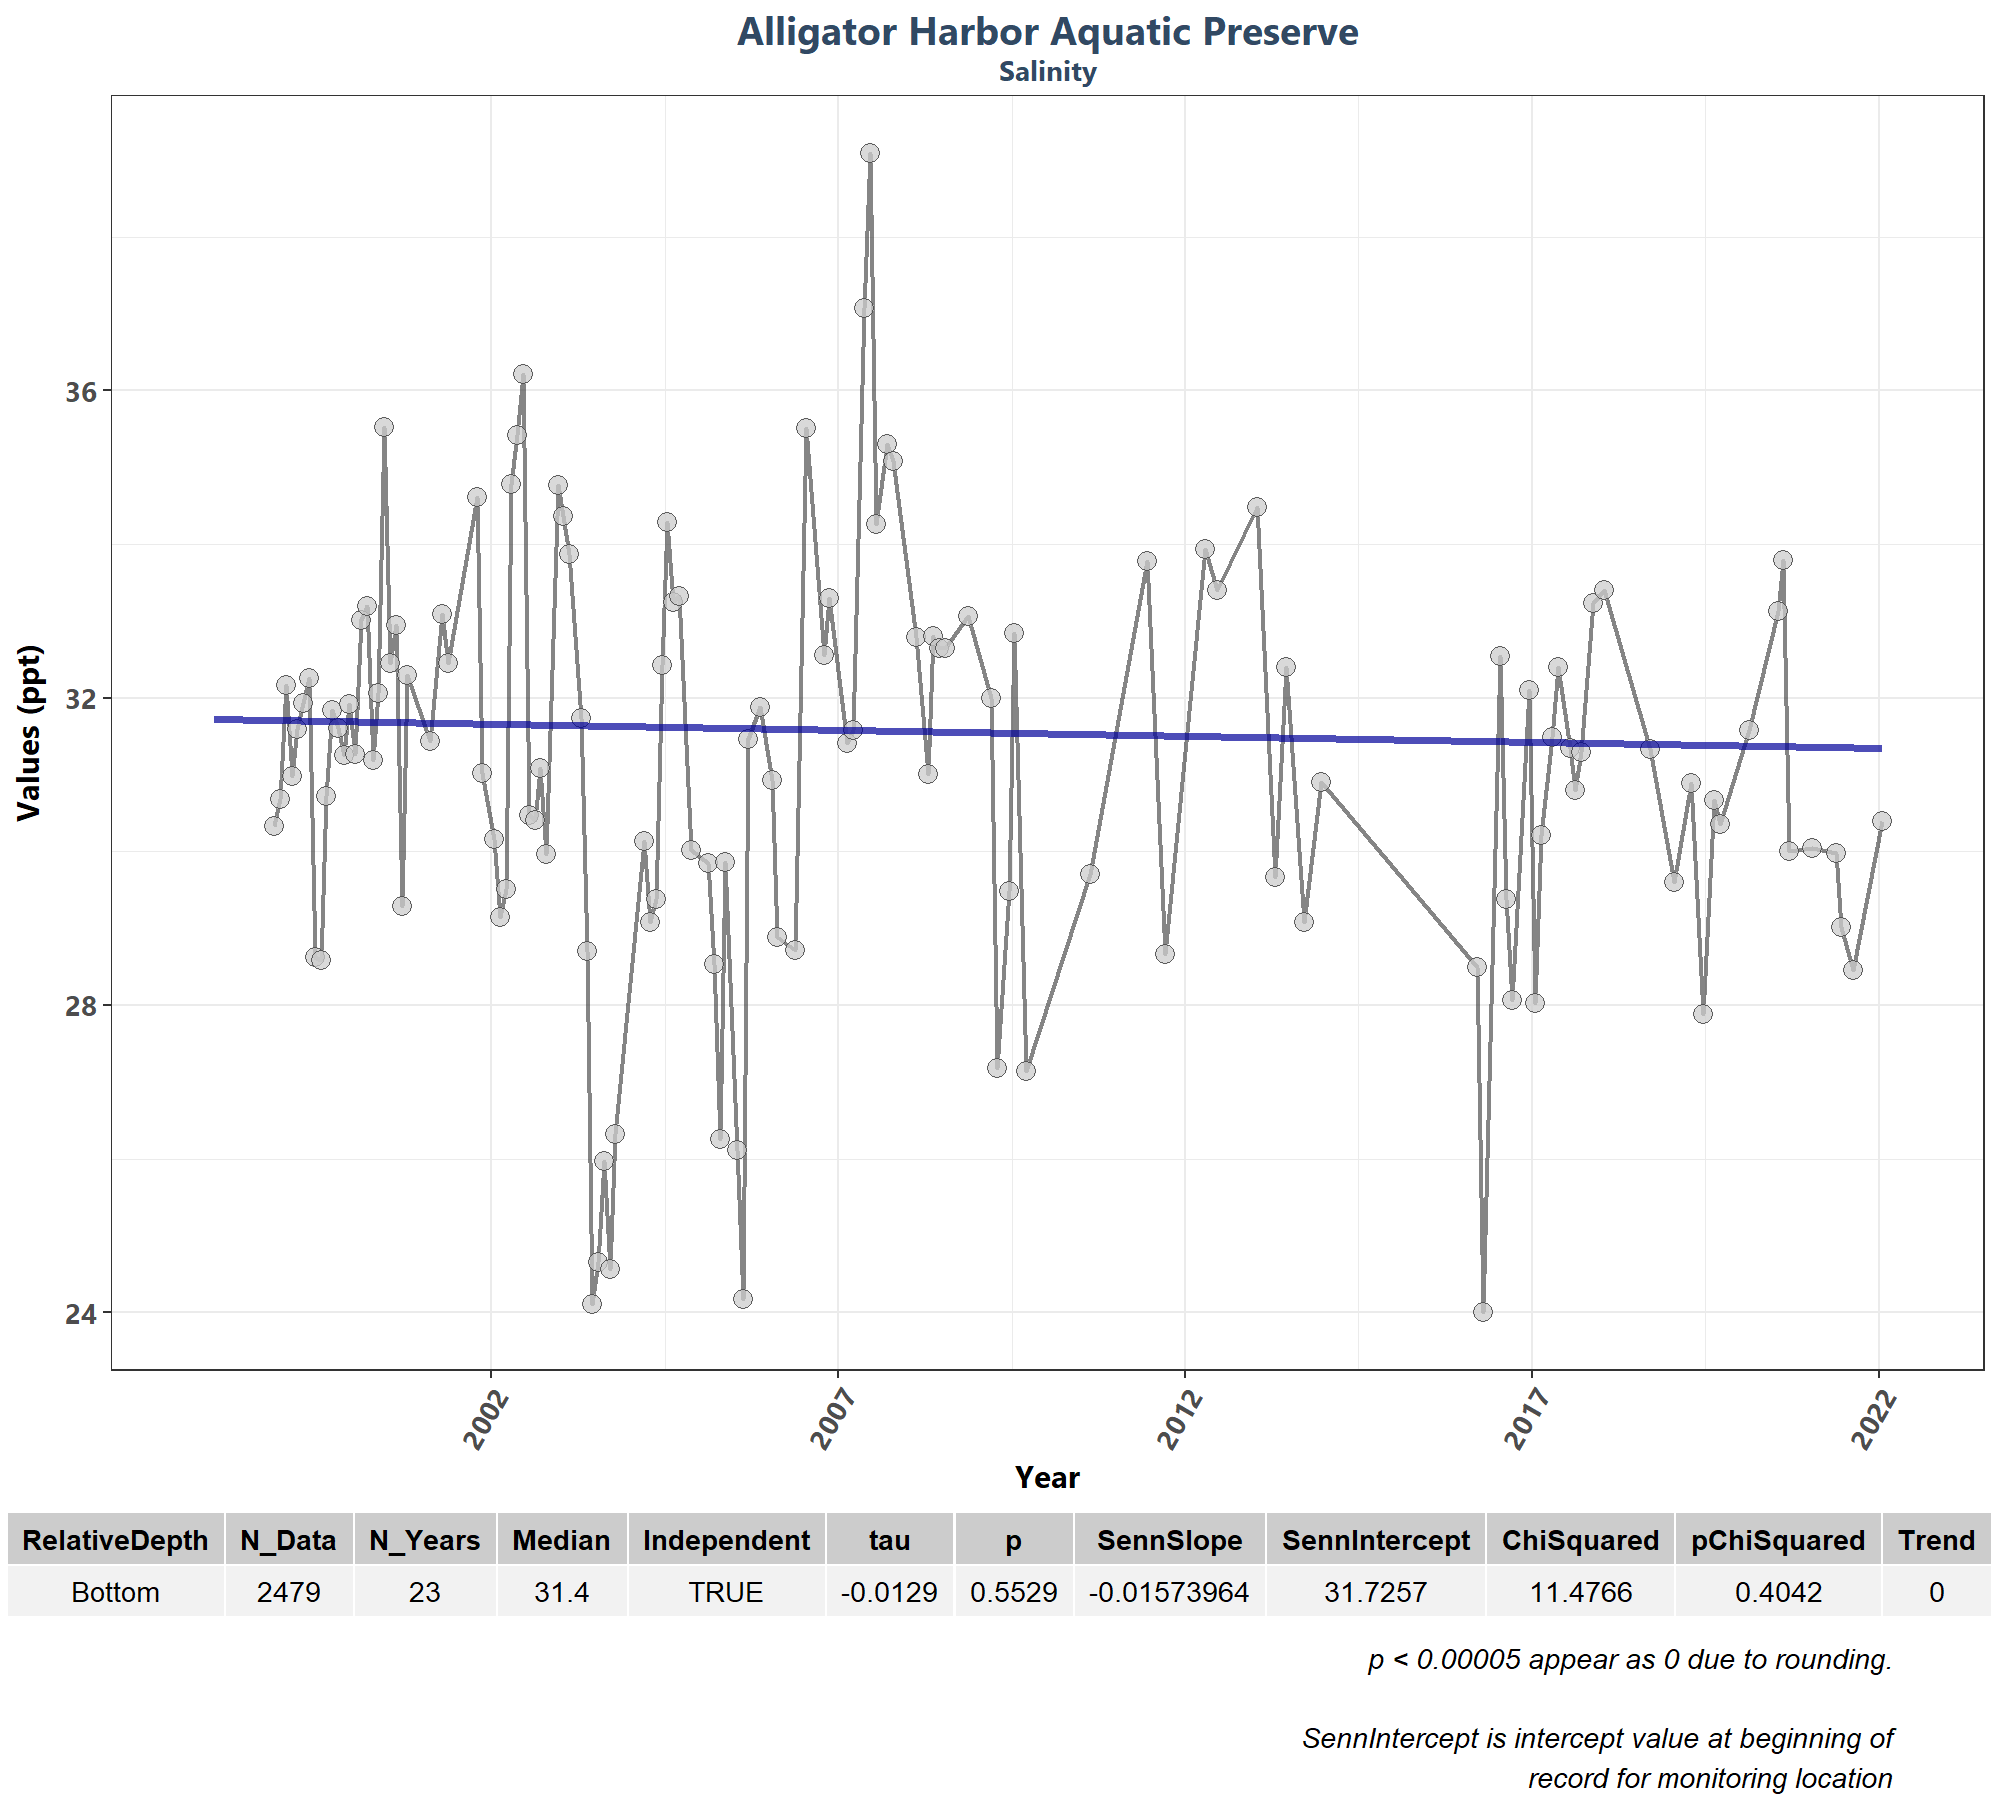 Alligator Harbor Aquatic Preserve
Salinity
Values (ppt)
36
32
28
24
2002
2007
2012
2017
2022
Year
RelativeDepth N_Data N_Years Median Independent tau p SennSlope SennIntercept ChiSquared pChiSquared Trend
Bottom 2479 23 31.4 TRUE -0.0129 0.5529 -0.01573964 31.7257 11.4766 0.4042 0
p < 0.00005 appear as 0 due to rounding.
SennIntercept is intercept value at beginning of
record for monitoring location